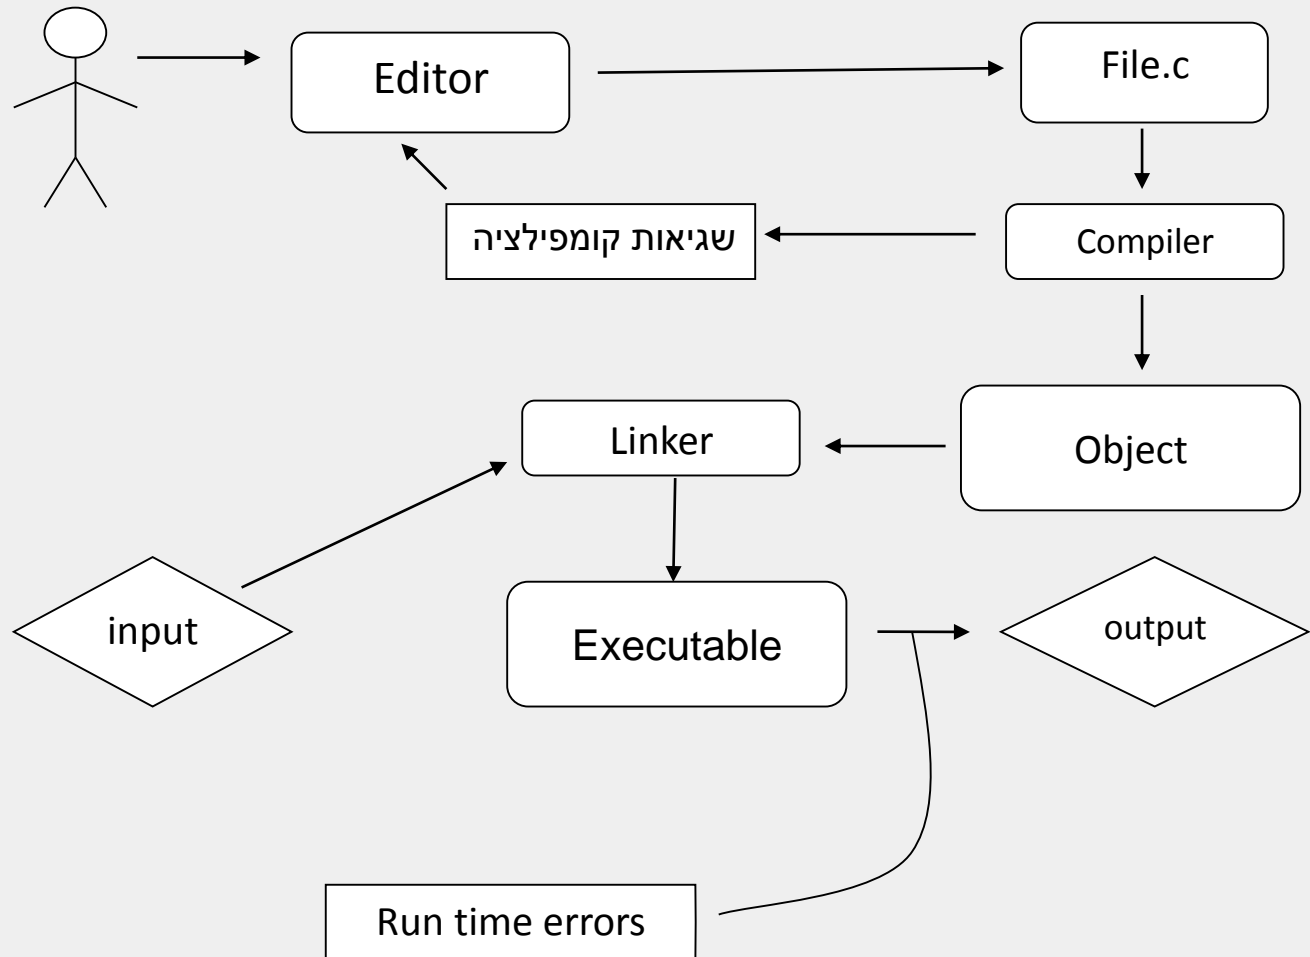 Editor
File.c
שגיאות קומפילציה
Compiler
Linker
Object
input
Executable
output
Run time errors